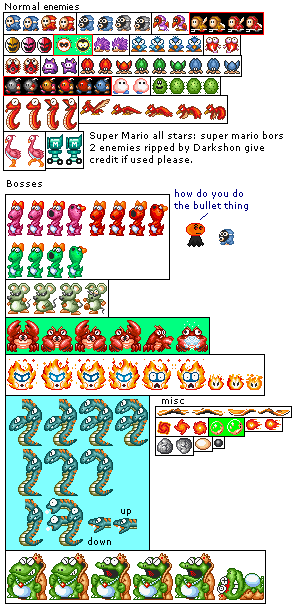 Normal enemies
Super Mario all stars: super mario bors
2 enemies ripped by Darkshon give
credit if used please.
Bosses
how do you do
the bullet thing
misc
up
down